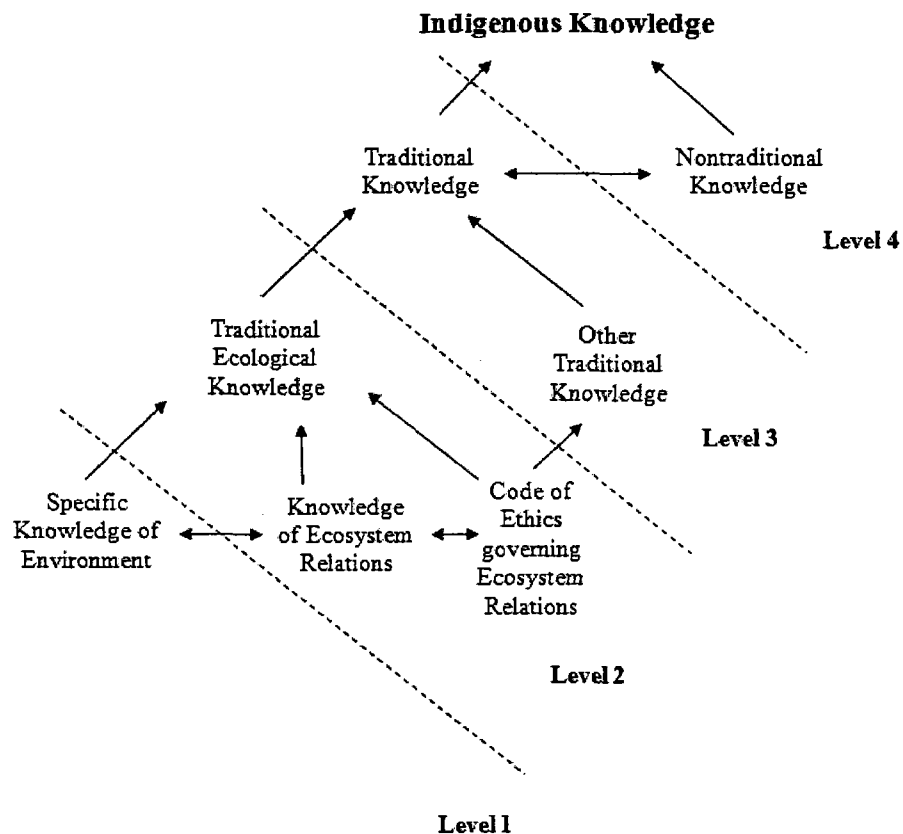 Indigenous Knowledge
Traditional
Knowledge
Nontraditional
Knowledge
Level 4
Traditional
Ecological
Knowledge
Other
Traditional
Knowledge
Level 3
Specific
Knowledge of
Environment
Knowledge
of Ecosystem
Relations
Code of
Ethics
governing
Ecosystem
Relations
Level 2
Level 1